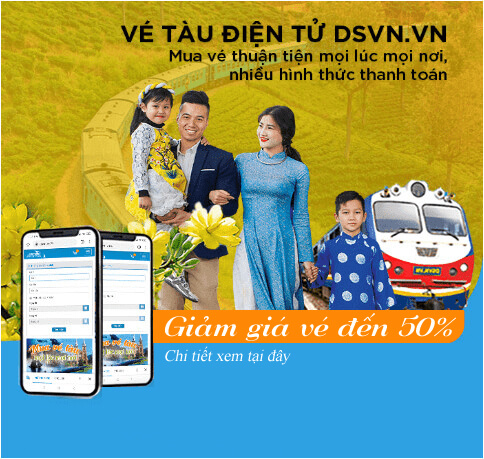 VÉ TÀU ĐIỆN TỬ DSVN.VN
Mua vé thuận tiện mọi lúc mọi nơi,
nhiều hình thức thanh toán
Giảm giá vé đến 50%
Chi tiết xem tại đây